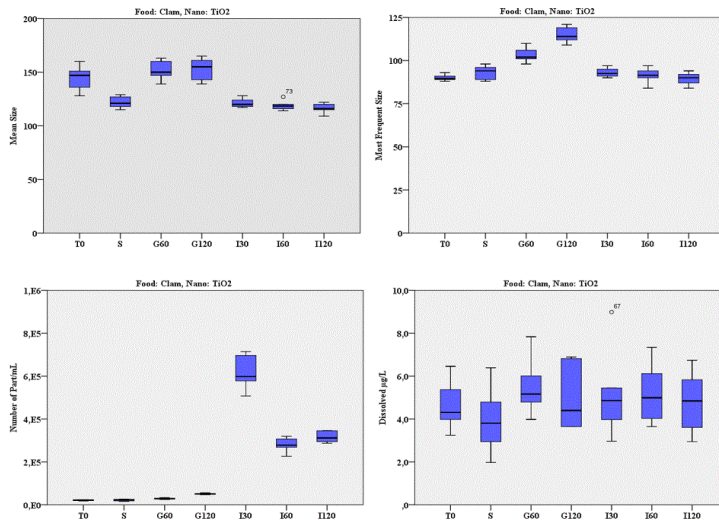 Food: Clam, Nano: TiO2
200
150
100
50
0
Mean Size
73
T0 S G60 G120 I30 I60 I120
Food: Clam, Nano: TiO2
125
100
75
50
25
0
Most Frequent Size
T0 S G60 G120 I30 I60 I120
Food: Clam, Nano: TiO2
1,E6
8,E5
6,E5
4,E5
2,E5
0,E0
Number of Part/mL
T0 S G60 G120 I30 I60 I120
Food: Clam, Nano: TiO2
10,0
8,0
6,0
4,0
2,0
,0
Dissolved µg/L
67
T0 S G60 G120 I30 I60 I120